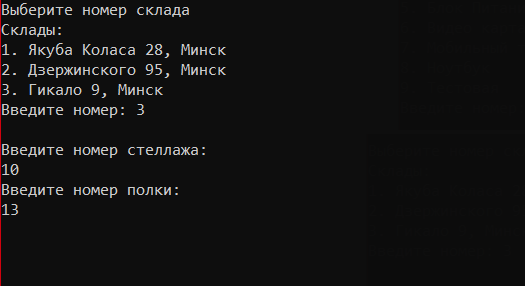 Выберите номер склада
Склады:
1. Якуба Коласа 28, Минск
2. Дзержинского 95, Минск
3. Гикало 9, Минск
Введите номер: 3
Введите номер стеллажа:
10
Введите номер полки:
13